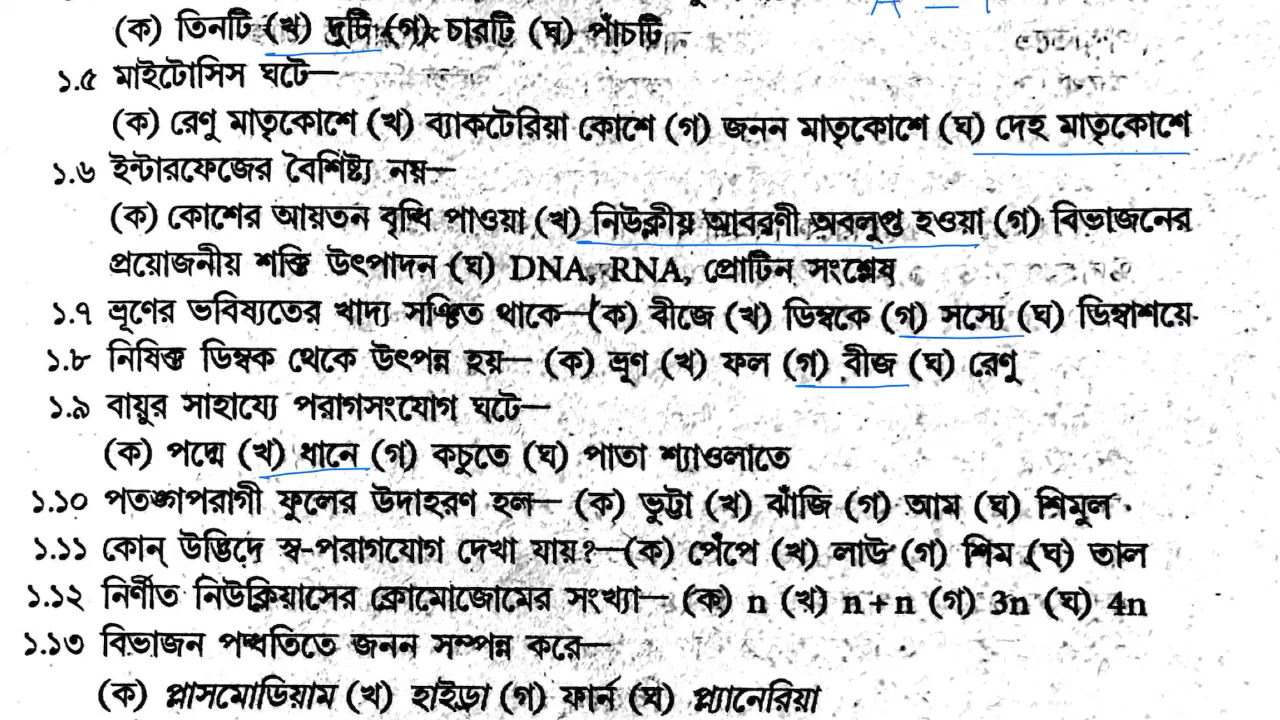 (ক) তিনটি (খ) দুটি (গ) চারটি (ঘ) পাঁচটি
১.৫ মাইটোসিস ঘটে—
(ক) রেণু মাতৃকোশে (খ) ব্যাকটেরিয়া কোশে (গ) জনন মাতৃকোশে (ঘ) দেহ মাতৃকোশে
১.৬ ইন্টারফেজের বৈশিষ্ট্য নয়—
(ক) কোশের আয়তন বৃদ্ধি পাওয়া (খ) নিউক্লীয় আবরণী অবলুপ্ত হওয়া (গ) বিভাজনের
প্রয়োজনীয় শক্তি উৎপাদন (ঘ) DNA, RNA, প্রোটিন সংশ্লেষ
১.৭ ভ্রূণের ভবিষ্যতের খাদ্য সঞ্চিত থাকে—(ক) বীজে (খ) ডিম্বকে (গ) সস্যে (ঘ) ডিম্বাশয়ে
১.৮ নিষিক্ত ডিম্বক থেকে উৎপন্ন হয়— (ক) ভ্রূণ (খ) ফল (গ) বীজ (ঘ) রেণু
১.৯ বায়ুর সাহায্যে পরাগসংযোগ ঘটে—
(ক) পদ্মে (খ) ধানে (গ) কচুতে (ঘ) পাতা শ্যাওলাতে
১.১০ পতঙ্গপরাগী ফুলের উদাহরণ হল— (ক) ভুট্টা (খ) ঝাঁজি (গ) আম (ঘ) শিমুল
১.১১ কোন্ উদ্ভিদে স্ব-পরাগযোগ দেখা যায়?—(ক) পেঁপে (খ) লাউ (গ) শিম (ঘ) তাল
১.১২ নির্ণীত নিউক্লিয়াসের ক্রোমোজোমের সংখ্যা— (ক) n (খ) n+n (গ) 3n (ঘ) 4n
১.১৩ বিভাজন পদ্ধতিতে জনন সম্পন্ন করে—
(ক) প্লাসমোডিয়াম (খ) হাইড্রা (গ) ফার্ন (ঘ) প্ল্যানেরিয়া